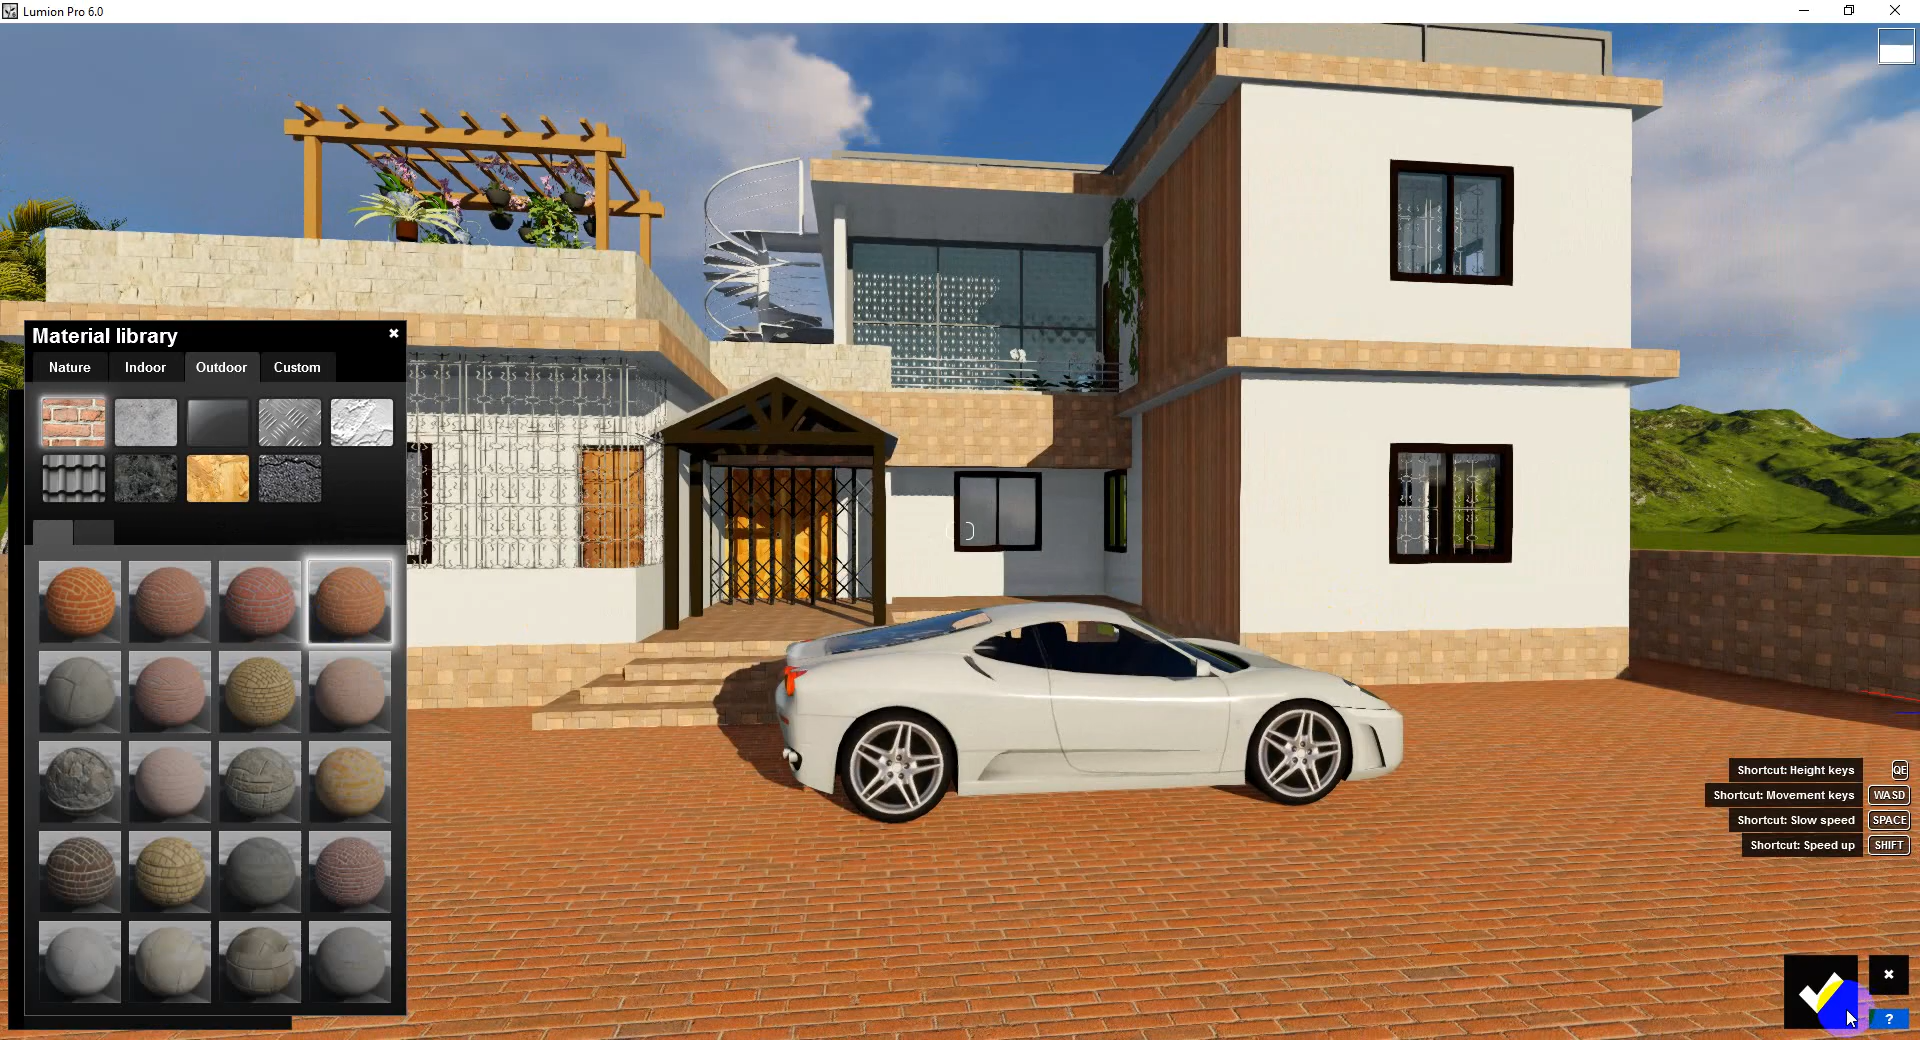 Lumion Pro 6.0
Material library
Nature Indoor Outdoor Custom
Shortcut: Height keys QE
Shortcut: Movement keys WASD
Shortcut: Slow speed SPACE
Shortcut: Speed up SHIFT
?